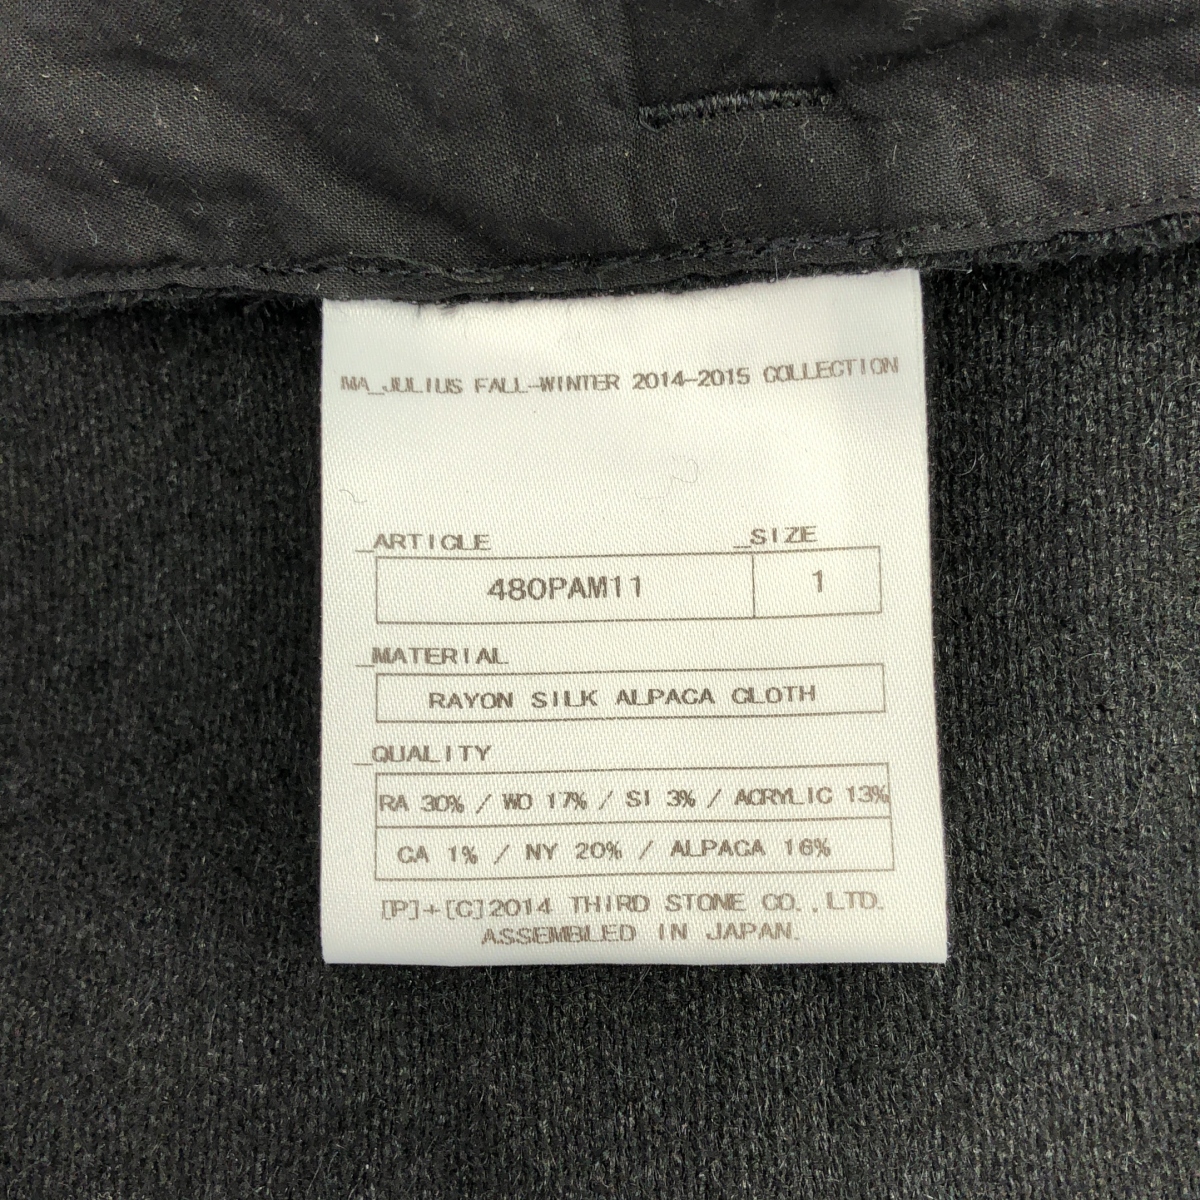 MA_JULIUS FALL-WINTER 2014-2015 COLLECTION
_ARTICLE _SIZE
480PAM11 1
_MATERIAL
RAYON SILK ALPACA CLOTH
_QUALITY
RA 30% / WO 17% / SI 3% / ACRYLIC 13%
CA 1% / NY 20% / ALPACA 16%
[P]+[C]2014 THIRD STONE CO.,LTD.
ASSEMBLED IN JAPAN.